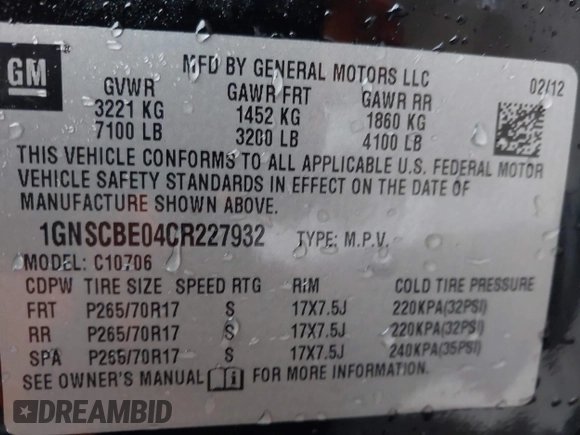 GM
MFD BY GENERAL MOTORS LLC
02/12
GVWR GAWR FRT GAWR RR
3221 KG 1452 KG 1860 KG
7100 LB 3200 LB 4100 LB
THIS VEHICLE CONFORMS TO ALL APPLICABLE U.S. FEDERAL MOTOR
VEHICLE SAFETY STANDARDS IN EFFECT ON THE DATE OF
MANUFACTURE SHOWN ABOVE.
1GNSCBE04CR227932 TYPE: M.P.V.
MODEL: C10706
CDPW TIRE SIZE SPEED RTG RIM COLD TIRE PRESSURE
FRT P265/70R17 S 17X7.5J 220KPA(32PSI)
RR P265/70R17 S 17X7.5J 220KPA(32PSI)
SPA P265/70R17 S 17X7.5J 240KPA(35PSI)
SEE OWNER'S MANUAL i FOR MORE INFORMATION.
DREAMBID